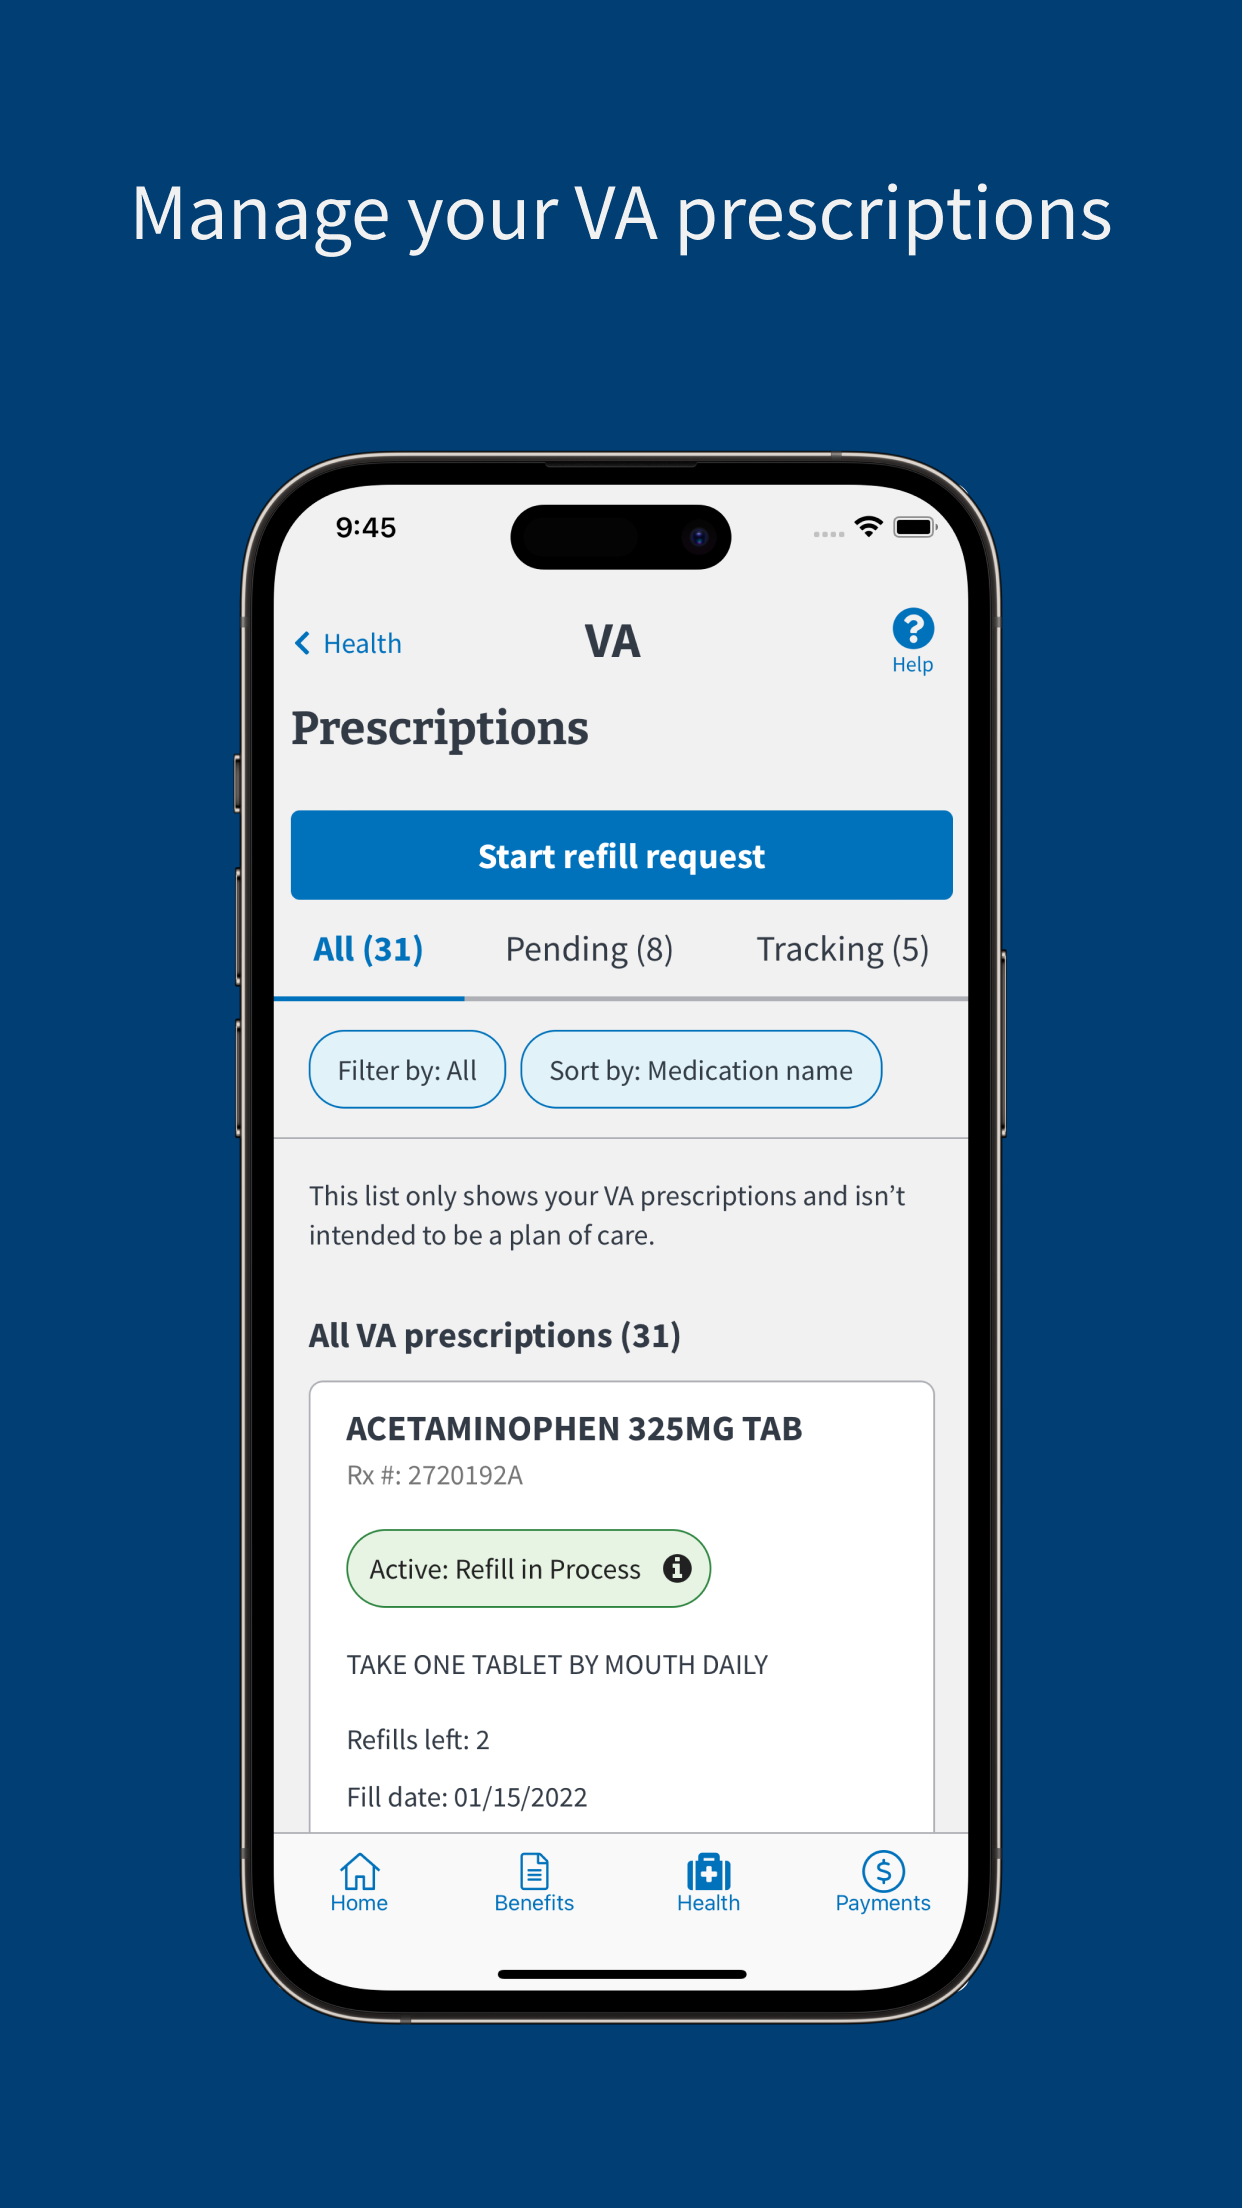 Manage your VA prescriptions
9:45
Health
VA
Help
Prescriptions
Start refill request
All (31)
Pending (8)
Tracking (5)
Filter by: All
Sort by: Medication name
This list only shows your VA prescriptions and isn’t
intended to be a plan of care.
All VA prescriptions (31)
ACETAMINOPHEN 325MG TAB
Rx #: 2720192A
Active: Refill in Process
TAKE ONE TABLET BY MOUTH DAILY
Refills left: 2
Fill date: 01/15/2022
Home
Benefits
Health
Payments